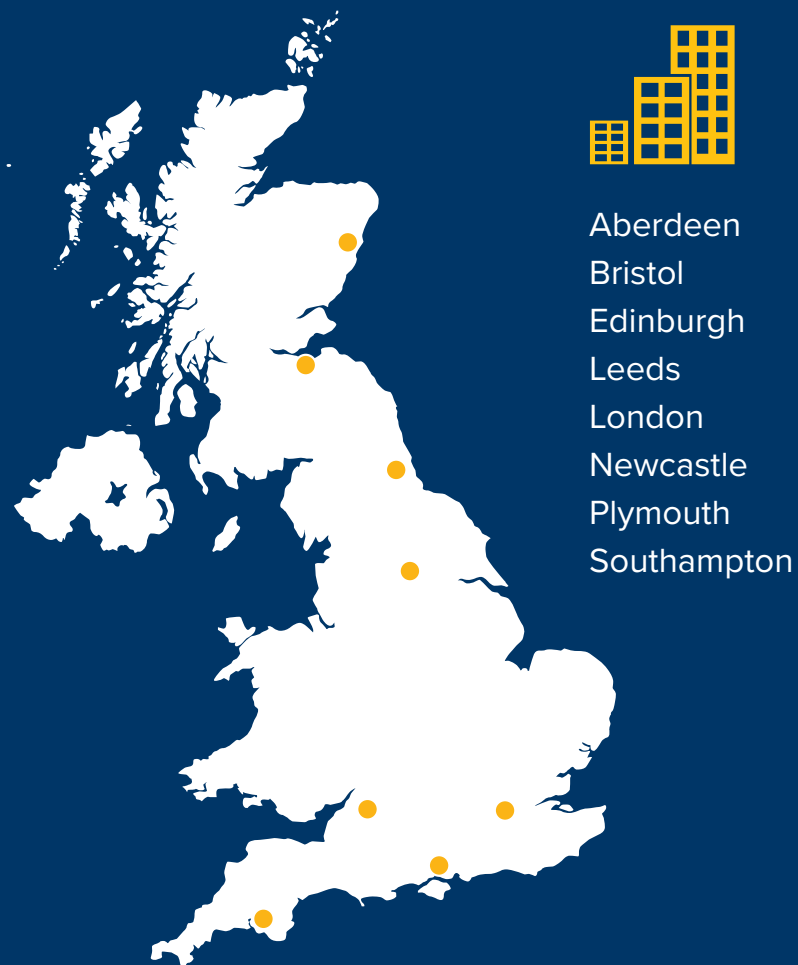 Aberdeen
Bristol
Edinburgh
Leeds
London
Newcastle
Plymouth
Southampton